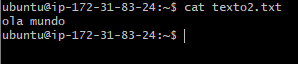 ubuntu@ip-172-31-83-24:~$ cat texto2.txt
ola mundo
ubuntu@ip-172-31-83-24:~$